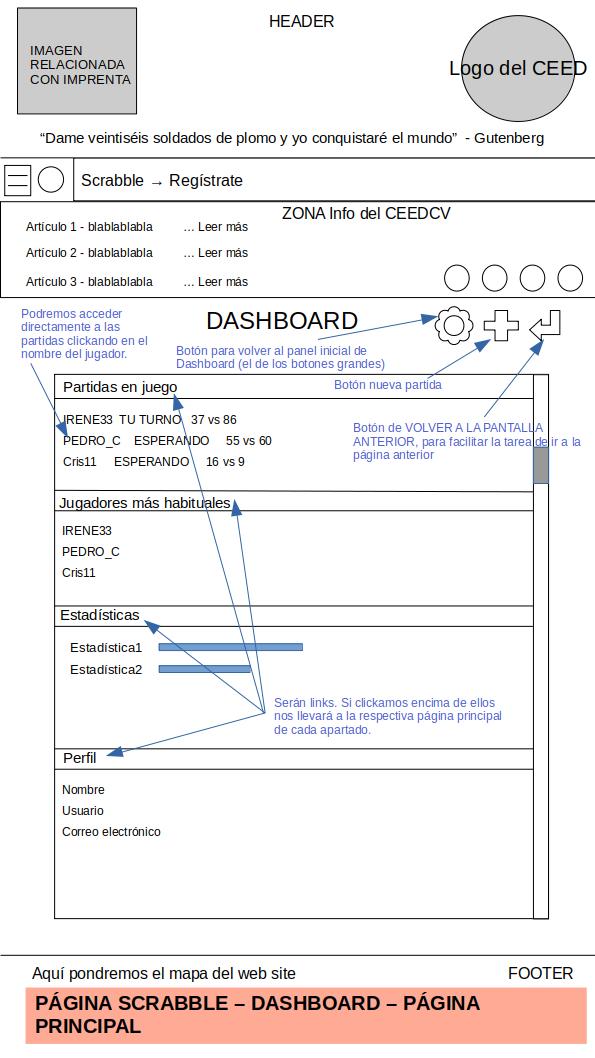 HEADER
IMAGEN
RELACIONADA
CON IMPRENTA
Logo del CEED
“Dame veintiséis soldados de plomo y yo conquistaré el mundo” - Gutenberg
Scrabble → Regístrate
ZONA Info del CEEDCV
Artículo 1 - blablablabla ... Leer más
Artículo 2 - blablablabla ... Leer más
Artículo 3 - blablablabla ... Leer más
Podremos acceder
directamente a las
partidas clickando en el
nombre del jugador.
DASHBOARD
Botón para volver al panel inicial de
Dashboard (el de los botones grandes)
Botón nueva partida
Partidas en juego
IRENE33 TU TURNO 37 vs 86
PEDRO_C ESPERANDO 55 vs 60
Cris11 ESPERANDO 16 vs 9
Botón de VOLVER A LA PANTALLA
ANTERIOR, para facilitar la tarea de ir a la
página anterior
Jugadores más habituales
IRENE33
PEDRO_C
Cris11
Estadísticas
Estadística1
Estadística2
Serán links. Si clickamos encima de ellos
nos llevará a la respectiva página principal
de cada apartado.
Perfil
Nombre
Usuario
Correo electrónico
Aquí pondremos el mapa del web site
FOOTER
PÁGINA SCRABBLE – DASHBOARD – PÁGINA
PRINCIPAL